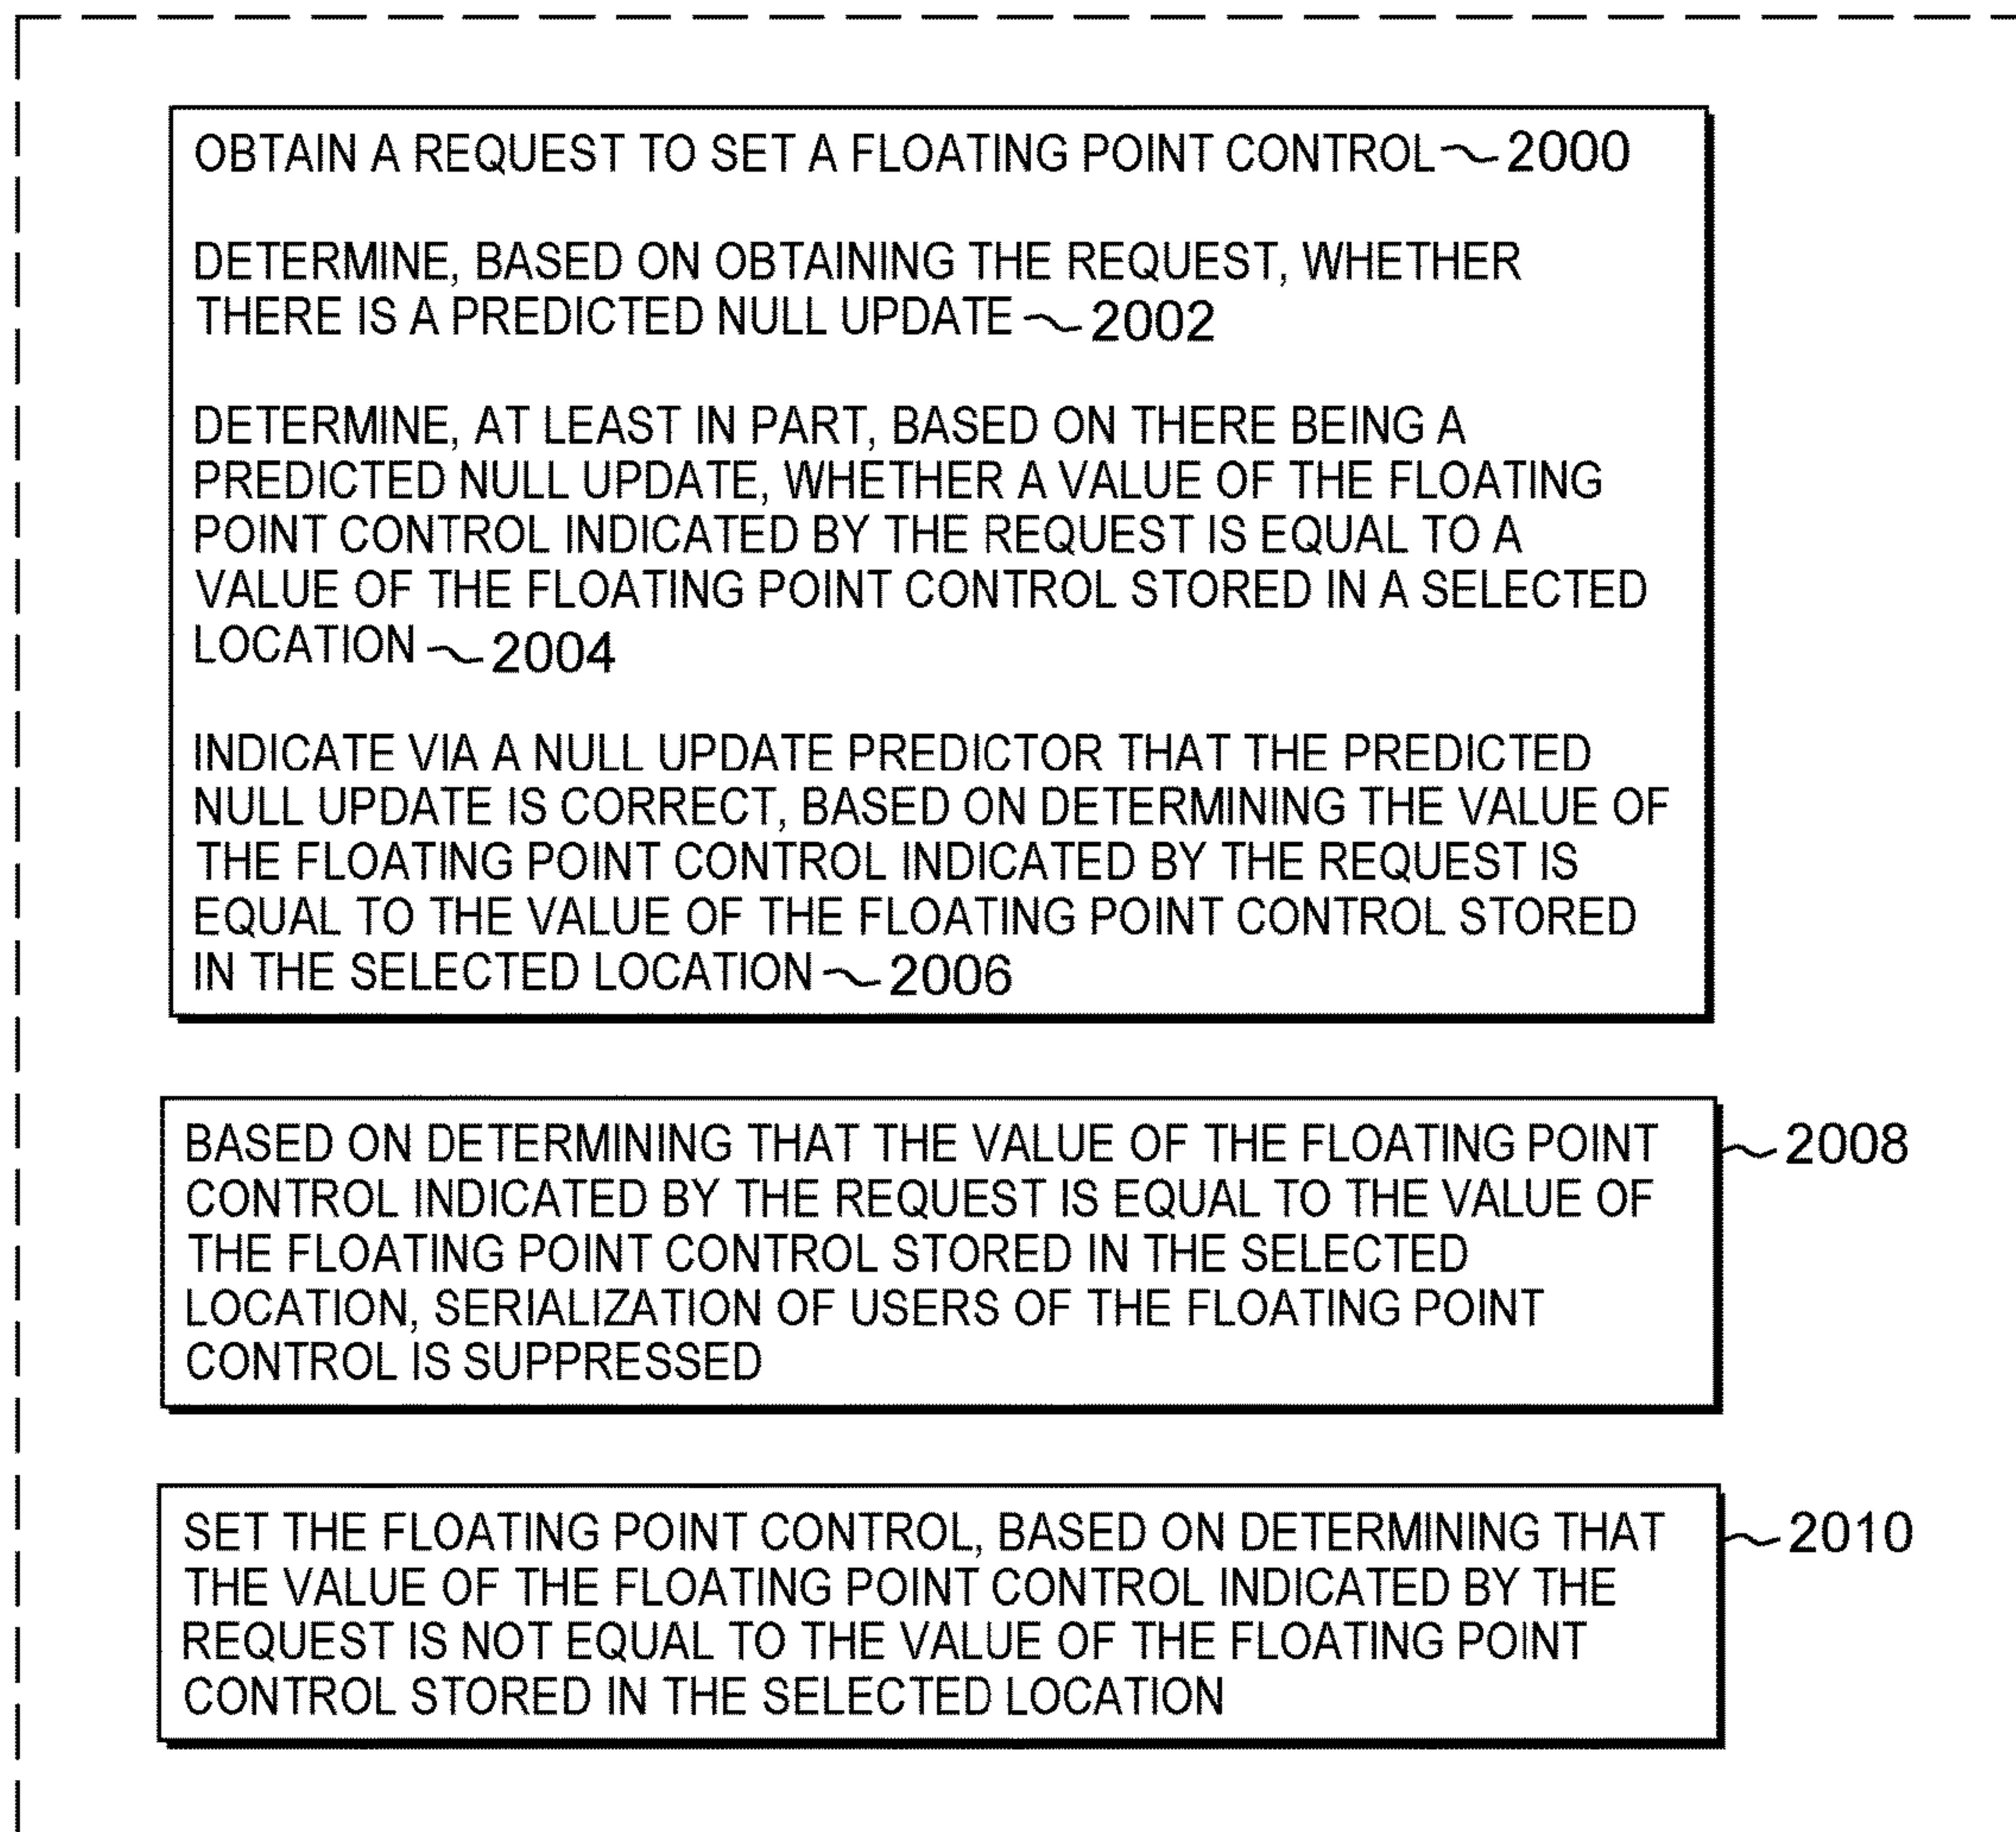 OBTAIN A REQUEST TO SET A FLOATING POINT CONTROL 2000
DETERMINE, BASED ON OBTAINING THE REQUEST, WHETHER
THERE IS A PREDICTED NULL UPDATE 2002
DETERMINE, AT LEAST IN PART, BASED ON THERE BEING A
PREDICTED NULL UPDATE, WHETHER A VALUE OF THE FLOATING
POINT CONTROL INDICATED BY THE REQUEST IS EQUAL TO A
VALUE OF THE FLOATING POINT CONTROL STORED IN A SELECTED
LOCATION 2004
INDICATE VIA A NULL UPDATE PREDICTOR THAT THE PREDICTED
NULL UPDATE IS CORRECT, BASED ON DETERMINING THE VALUE OF
THE FLOATING POINT CONTROL INDICATED BY THE REQUEST IS
EQUAL TO THE VALUE OF THE FLOATING POINT CONTROL STORED
IN THE SELECTED LOCATION 2006
BASED ON DETERMINING THAT THE VALUE OF THE FLOATING POINT 2008
CONTROL INDICATED BY THE REQUEST IS EQUAL TO THE VALUE OF
THE FLOATING POINT CONTROL STORED IN THE SELECTED
LOCATION, SERIALIZATION OF USERS OF THE FLOATING POINT
CONTROL IS SUPPRESSED
SET THE FLOATING POINT CONTROL, BASED ON DETERMINING THAT 2010
THE VALUE OF THE FLOATING POINT CONTROL INDICATED BY THE
REQUEST IS NOT EQUAL TO THE VALUE OF THE FLOATING POINT
CONTROL STORED IN THE SELECTED LOCATION